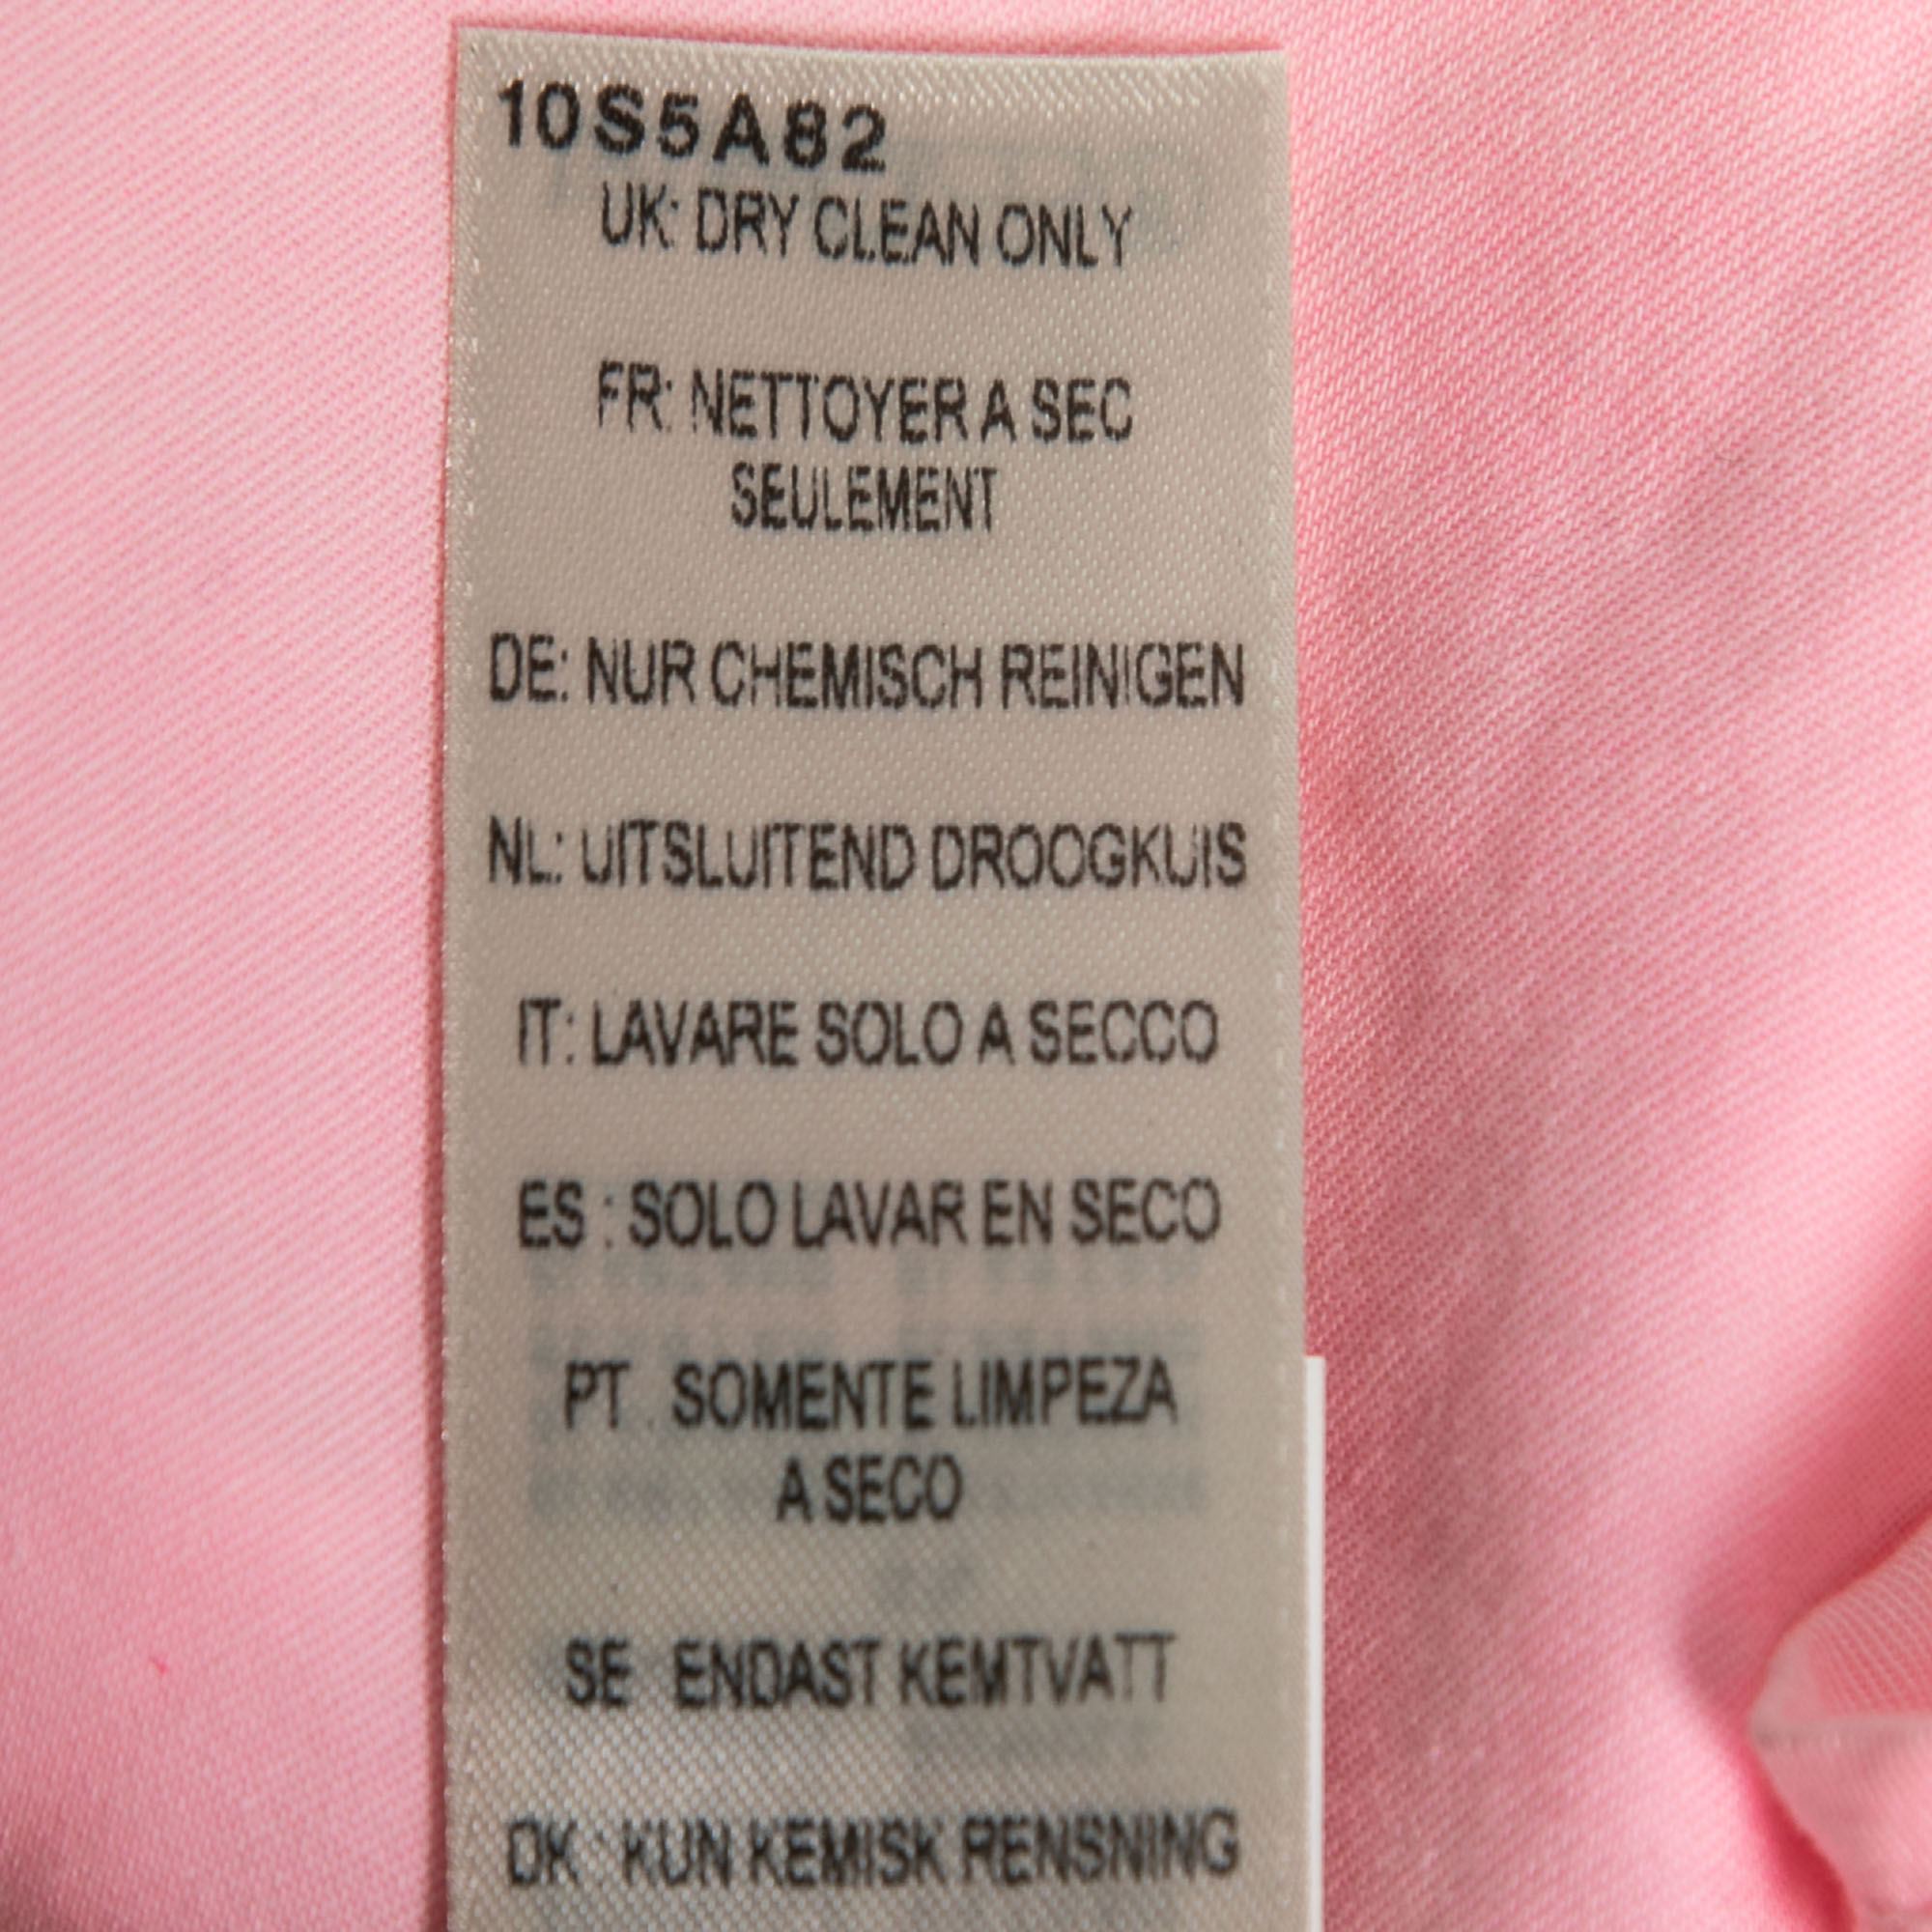 10S5A82
UK: DRY CLEAN ONLY
FR: NETTOYER A SEC
SEULEMENT
DE: NUR CHEMISCH REINIGEN
NL: UITSLUITEND DROOGKUIS
IT: LAVARE SOLO A SECCO
ES : SOLO LAVAR EN SECO
PT . SOMENTE LIMPEZA
A SECO
SE ENDAST KEMTVATT
DK : KUN KEMISK RENSNING